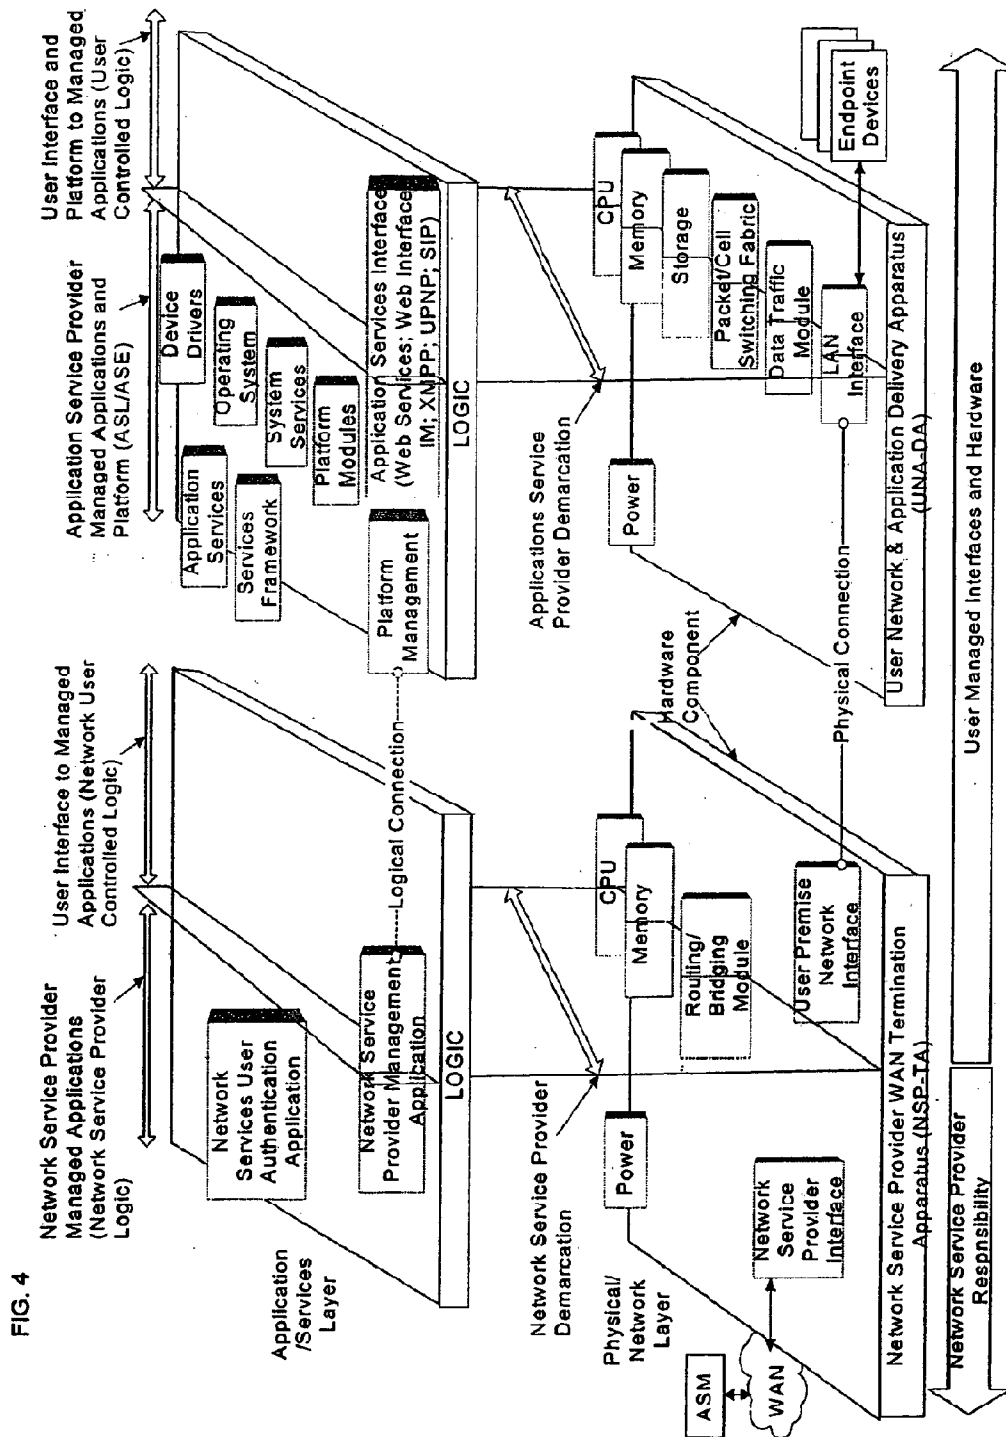 FIG. 4
Network Service Provider
Managed Applications
(Network Service Provider
Logic)
User Interface to Managed
Applications (Network User
Controlled Logic)
Application Service Provider
Managed Applications and
Platform (ASL/ASE)
User Interface and
Platform to Managed
Applications (User
Controlled Logic)
Application
/Services
Layer
Network
Services User
Authentication
Application
Network Service
Provider Management
Application
LOGIC
Logical Connection
Application
Services
Services
Framework
Platform
Management
Device
Drivers
Operating
System
System
Services
Platform
Modules
Application Services Interface
(Web Services; Web Interface
IM; XMPP; UPNP; SIP)
LOGIC
Network Service Provider
Demarcation
Applications Service
Provider Demarcation
Physical/
Network
Layer
ASM
WAN
Power
Network
Service
Provider
Interface
CPU
Memory
Routing/
Bridging
Module
User Premise
Network
Interface
Network Service Provider WAN Termination
Apparatus (NSP-TA)
Hardware
Component
Physical Connection
Power
CPU
Memory
Storage
Packet/Cell
Switching Fabric
Data Traffic
Module
LAN
Interface
Endpoint
Devices
User Network & Application Delivery Apparatus
(UNA-DA)
Network Service Provider
Respnsibility
User Managed Interfaces and Hardware